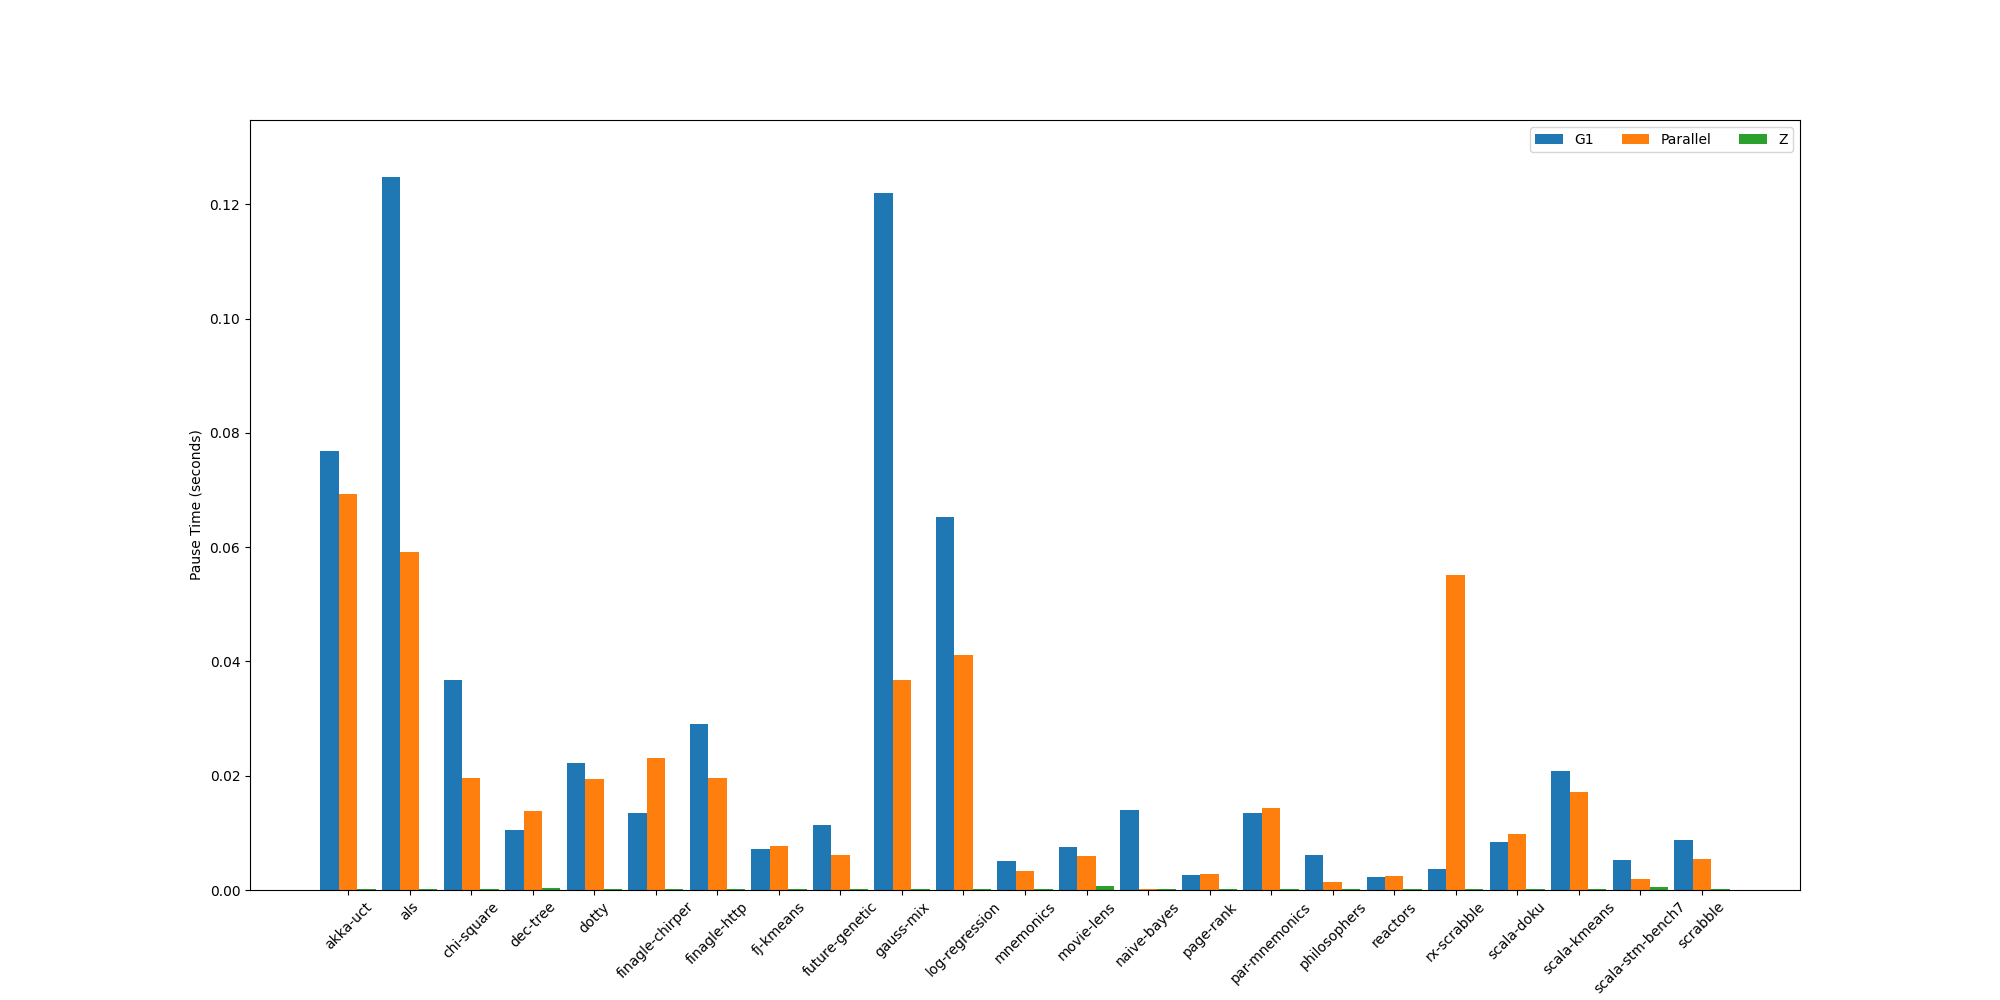 G1 Parallel Z
Pause Time (seconds)
0.12
0.10
0.08
0.06
0.04
0.02
0.00
akka-uct
als
chi-square
dec-tree
dotty
finagle-chirper
finagle-http
fj-kmeans
future-genetic
gauss-mix
log-regression
mnemonics
movie-lens
naive-bayes
page-rank
par-mnemonics
philosophers
reactors
rx-scrabble
scala-doku
scala-kmeans
scala-stm-bench7
scrabble